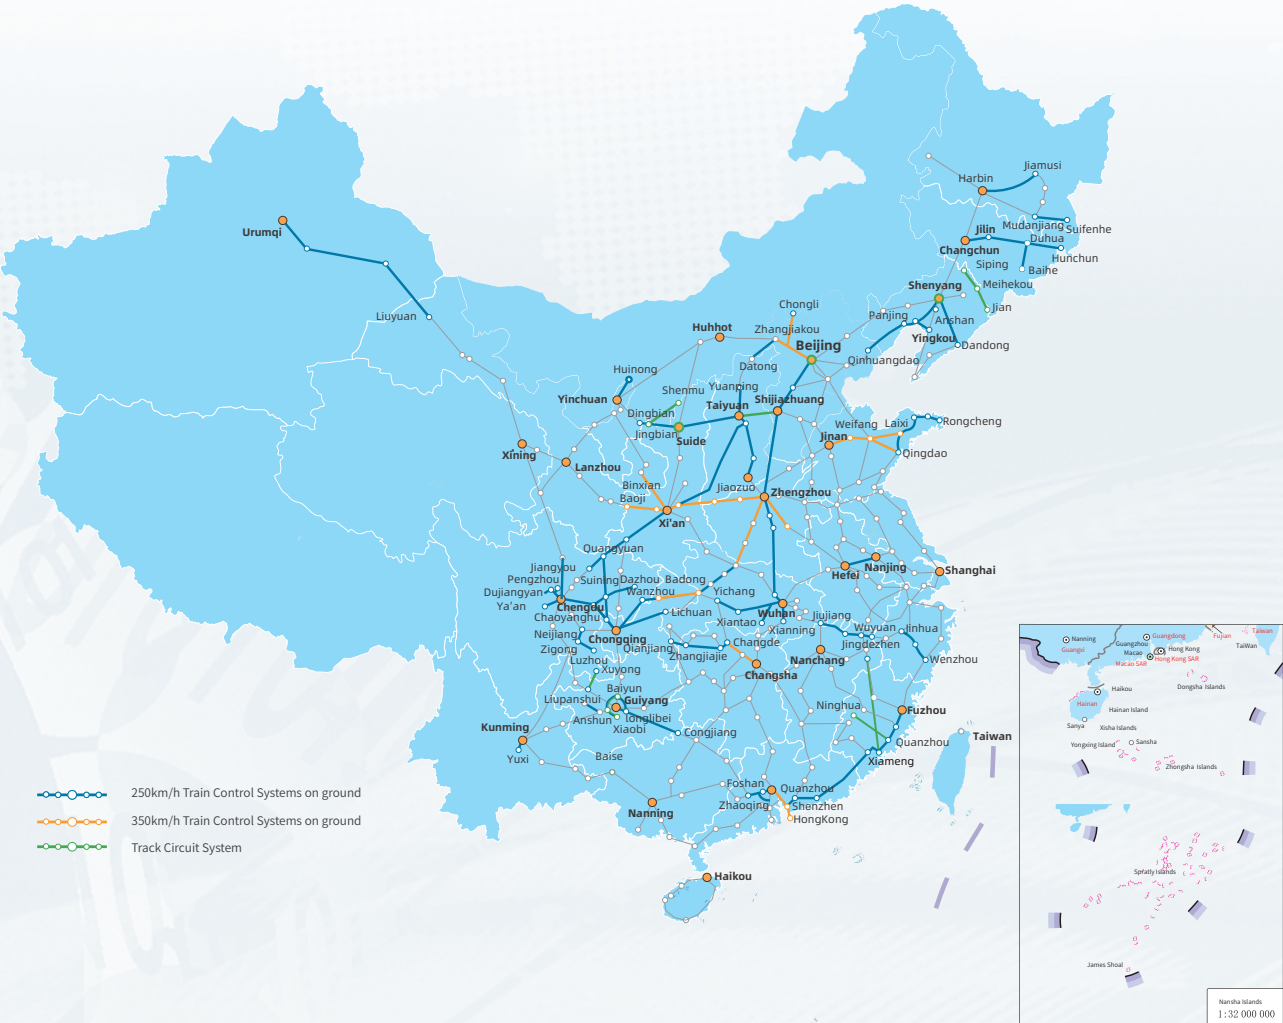 Jiamusi
Harbin
Mudanjiang
Suifenhe
Jilin
Duhua
Changchun
Hunchun
Siping
Baihe
Meihekou
Shenyang
Jian
Urumqi
Liuyuan
Chongli
Panjing
Anshan
Huhhot
Zhangjiakou
Yingkou
Dandong
Beijing
Qinhuangdao
Datong
Huinong
Shenmu
Yuanping
Yinchuan
Taiyuan
Shijiazhuang
Dingbian
Jingbian
Suide
Weifang
Laixi
Rongcheng
Jinan
Qingdao
Xining
Lanzhou
Binxian
Jiaozuo
Zhengzhou
Baoji
Xi'an
Quangyuan
Jiangyou
Pengzhou
Suining
Dazhou
Badong
Dujiangyan
Wanzhou
Yichang
Hefei
Nanjing
Shanghai
Ya'an
Chengdu
Chaoyanghu
Lichuan
Xiantao
Wuhan
Jiujiang
Xianning
Wuyuan
Jinhua
Neijiang
Chongqing
Qianjiang
Changde
Jingdezhen
Zigong
Zhangjiajie
Nanchang
Wenzhou
Luzhou
Xuyong
Changsha
Baiyun
Liupanshui
Guiyang
Ninghua
Fuzhou
Anshun
longlibei
Xiaobi
Kunming
Congjiang
Quanzhou
Taiwan
Yuxi
Baise
Xiameng
Foshan
Quanzhou
Zhaoqing
Shenzhen
Nanning
HongKong
Haikou
250km/h Train Control Systems on ground
350km/h Train Control Systems on ground
Track Circuit System
Nanning
Guangxi
Guangdong
Guangzhou
Fujian
Taiwan
TaiWan
Macao
Hong Kong
Macao SAR
Hong Kong SAR
Dongsha Islands
Haikou
Hainan
Hainan Island
Sanya
Xisha Islands
Yongxing Island
Sansha
Zhongsha Islands
Spratly Islands
James Shoal
Nansha Islands
1:32 000 000